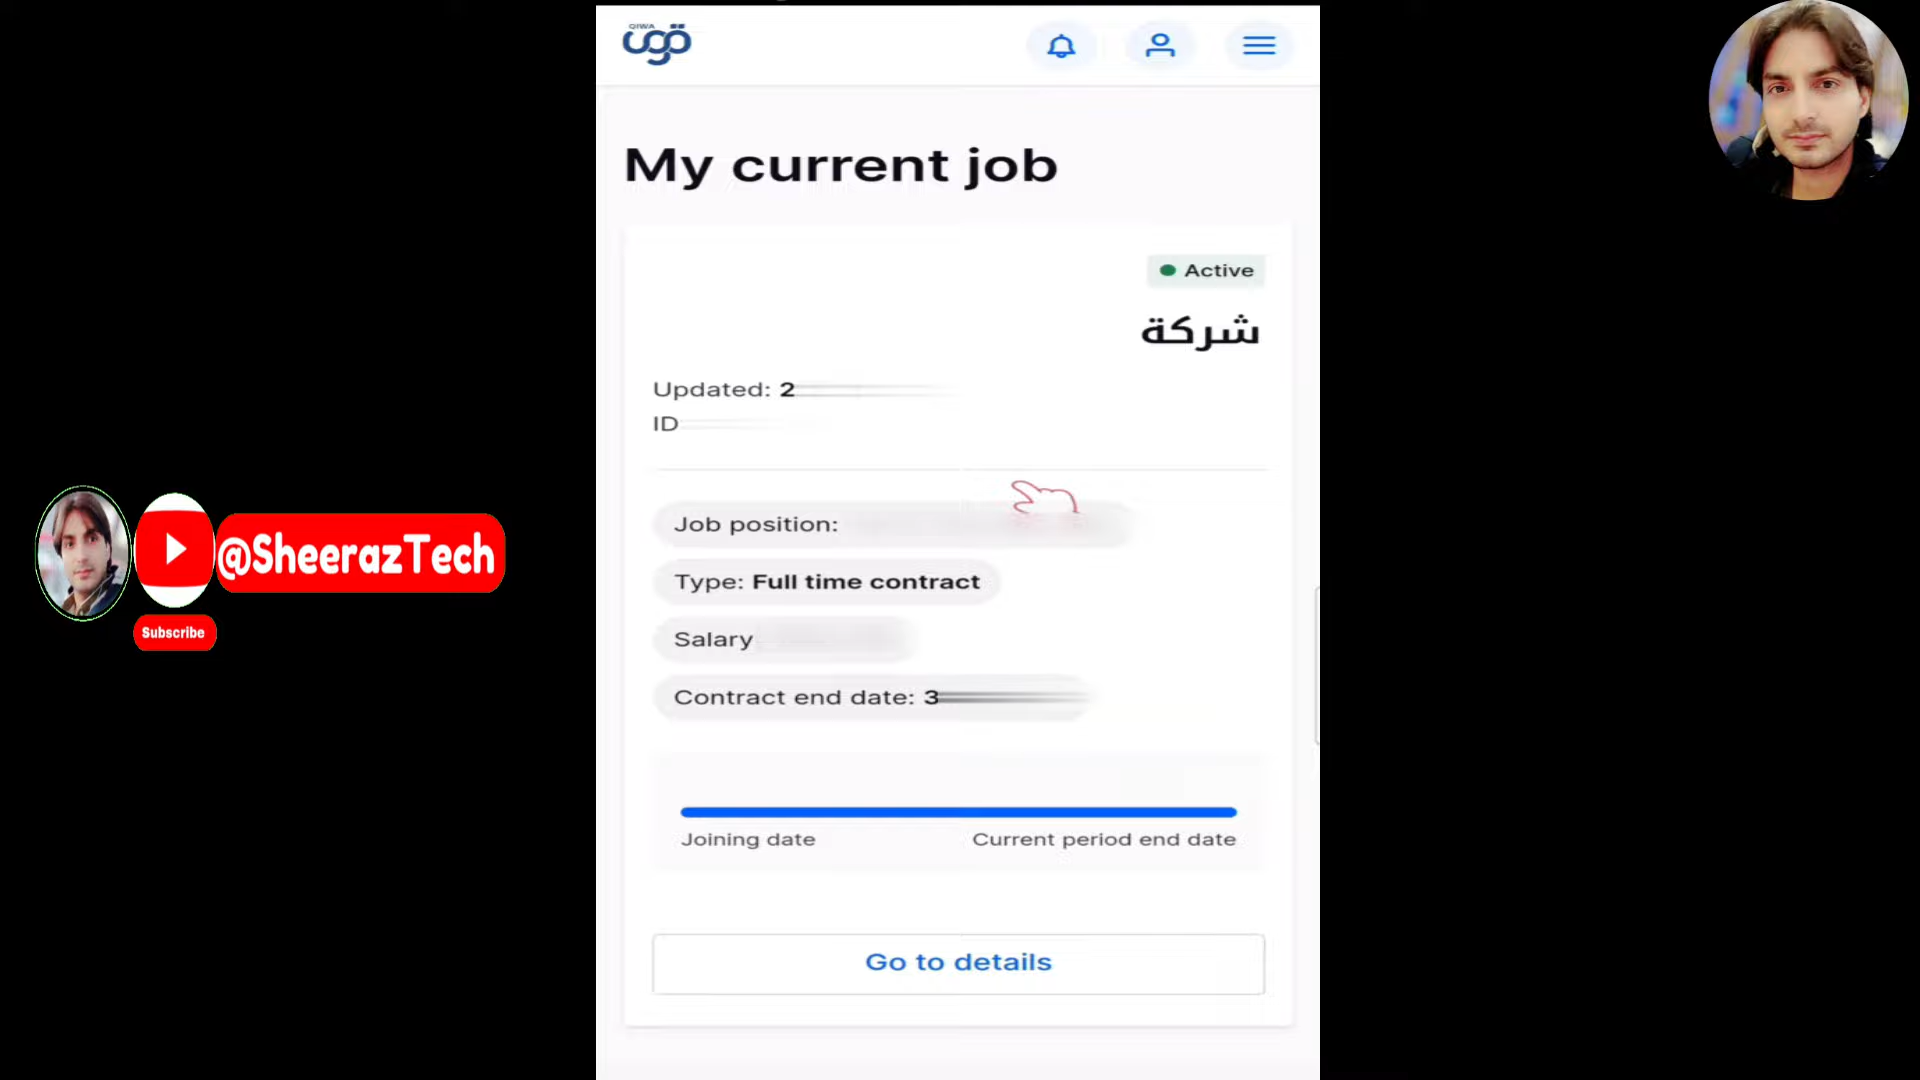 QIWA
قوى
My current job
Active
شركة
Updated: 2
ID
Job position:
Type: Full time contract
Salary
Contract end date: 3
Joining date
Current period end date
Go to details
@SheerazTech
Subscribe